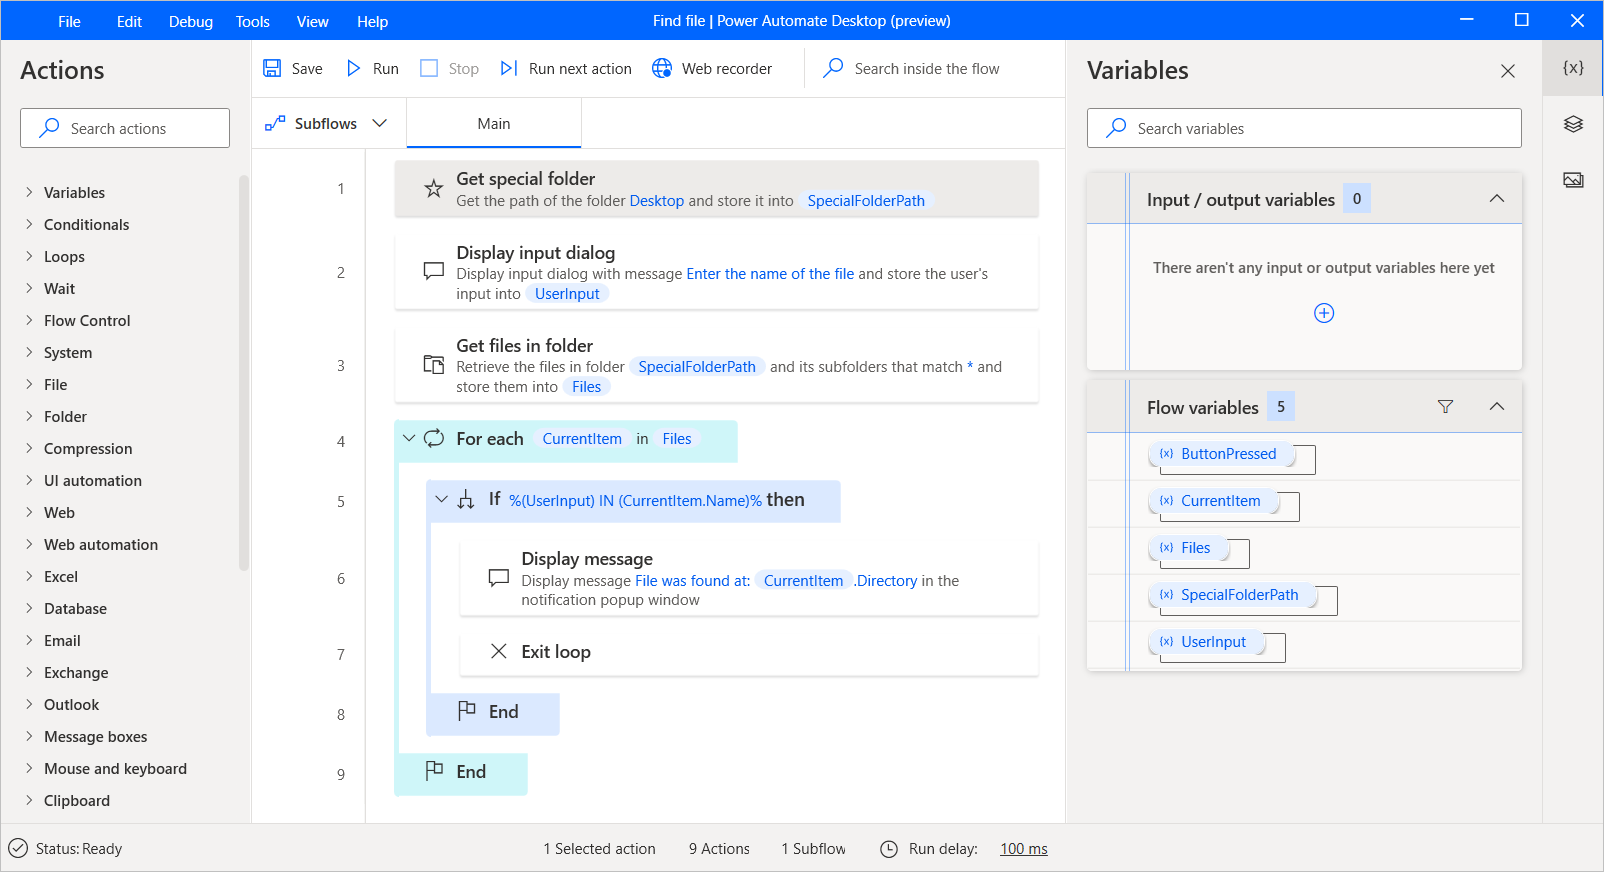 File Edit Debug Tools View Help
Find file | Power Automate Desktop (preview)
Actions
Search actions
Variables
Conditionals
Loops
Wait
Flow Control
System
File
Folder
Compression
UI automation
Web
Web automation
Excel
Database
Email
Exchange
Outlook
Message boxes
Mouse and keyboard
Clipboard
Save Run Stop Run next action Web recorder Search inside the flow
Subflows Main
1 Get special folder
Get the path of the folder Desktop and store it into SpecialFolderPath
2 Display input dialog
Display input dialog with message Enter the name of the file and store the user's
input into UserInput
3 Get files in folder
Retrieve the files in folder SpecialFolderPath and its subfolders that match * and
store them into Files
4 For each CurrentItem in Files
5 If %(UserInput) IN (CurrentItem.Name)% then
6 Display message
Display message File was found at: CurrentItem .Directory in the
notification popup window
7 Exit loop
8 End
9 End
Variables
{x}
Search variables
Input / output variables 0
There aren't any input or output variables here yet
Flow variables 5
{x} ButtonPressed
{x} CurrentItem
{x} Files
{x} SpecialFolderPath
{x} UserInput
Status: Ready 1 Selected action 9 Actions 1 Subflow Run delay: 100 ms